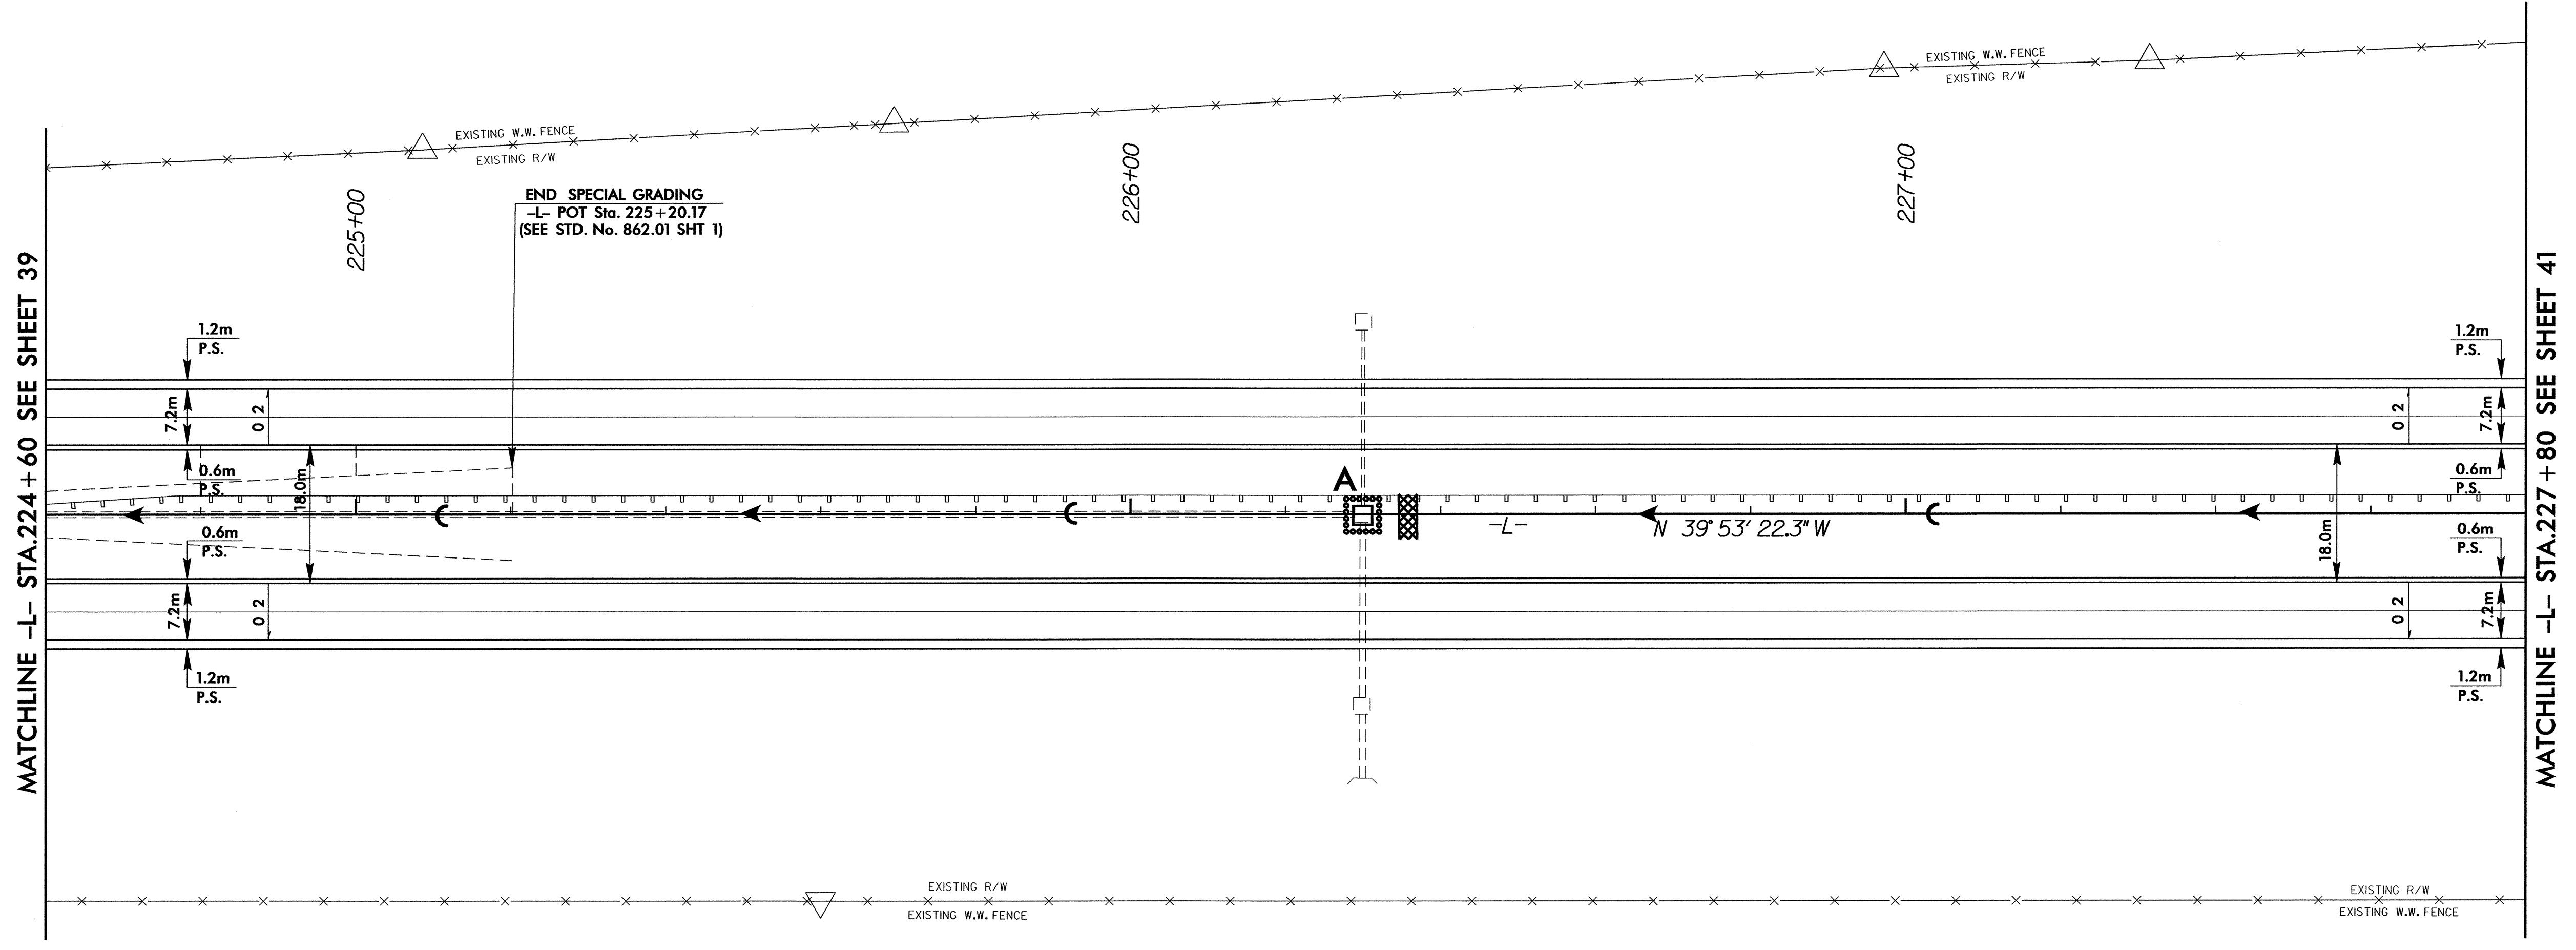 EXISTING W.W. FENCE
EXISTING R/W
EXISTING W.W. FENCE
EXISTING R/W
225+00
226+00
227+00
END SPECIAL GRADING
-L- POT Sta. 225+20.17
(SEE STD. No. 862.01 SHT 1)
MATCHLINE -L- STA.224+60 SEE SHEET 39
MATCHLINE -L- STA.227+80 SEE SHEET 41
1.2m
P.S.
1.2m
P.S.
7.2m
0 2
0 2
7.2m
0.6m
P.S.
18.0m
A
0.6m
P.S.
0.6m
P.S.
-L-
N 39° 53' 22.3" W
18.0m
0.6m
P.S.
7.2m
0 2
0 2
7.2m
1.2m
P.S.
1.2m
P.S.
EXISTING R/W
EXISTING W.W. FENCE
EXISTING R/W
EXISTING W.W. FENCE